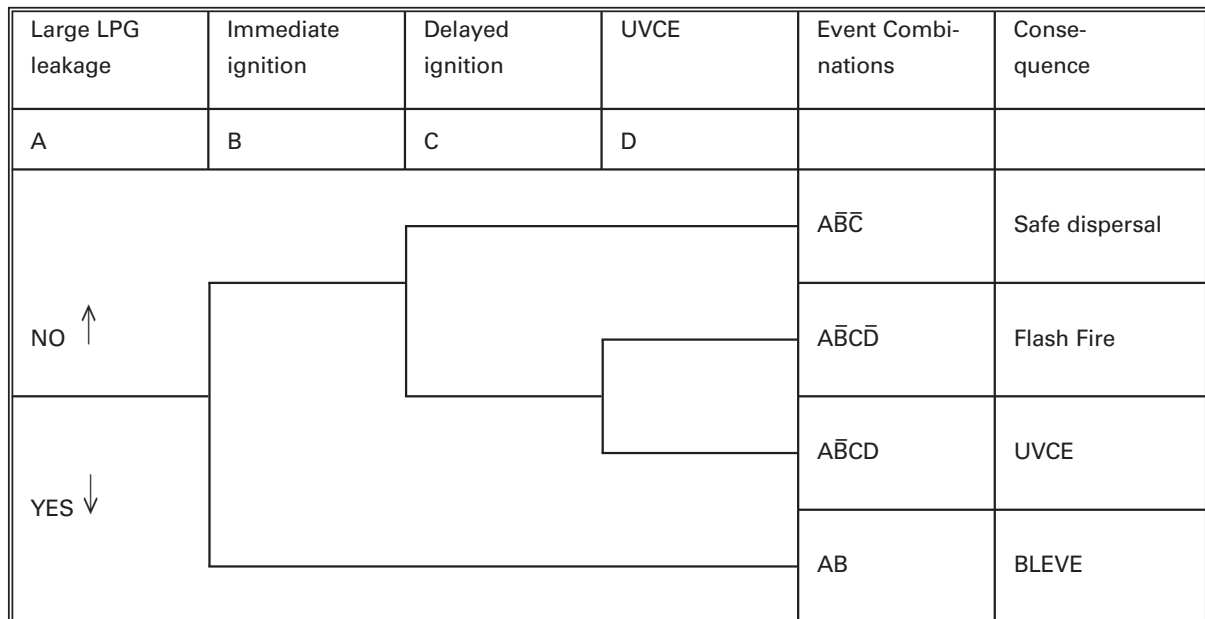 Large LPG
leakage
Immediate
ignition
Delayed
ignition
UVCE
Event Combi-
nations
Conse-
quence
A
B
C
D
AB̅C̅
Safe dispersal
NO ↑
AB̅CD̅
Flash Fire
AB̅CD
UVCE
YES ↓
AB
BLEVE